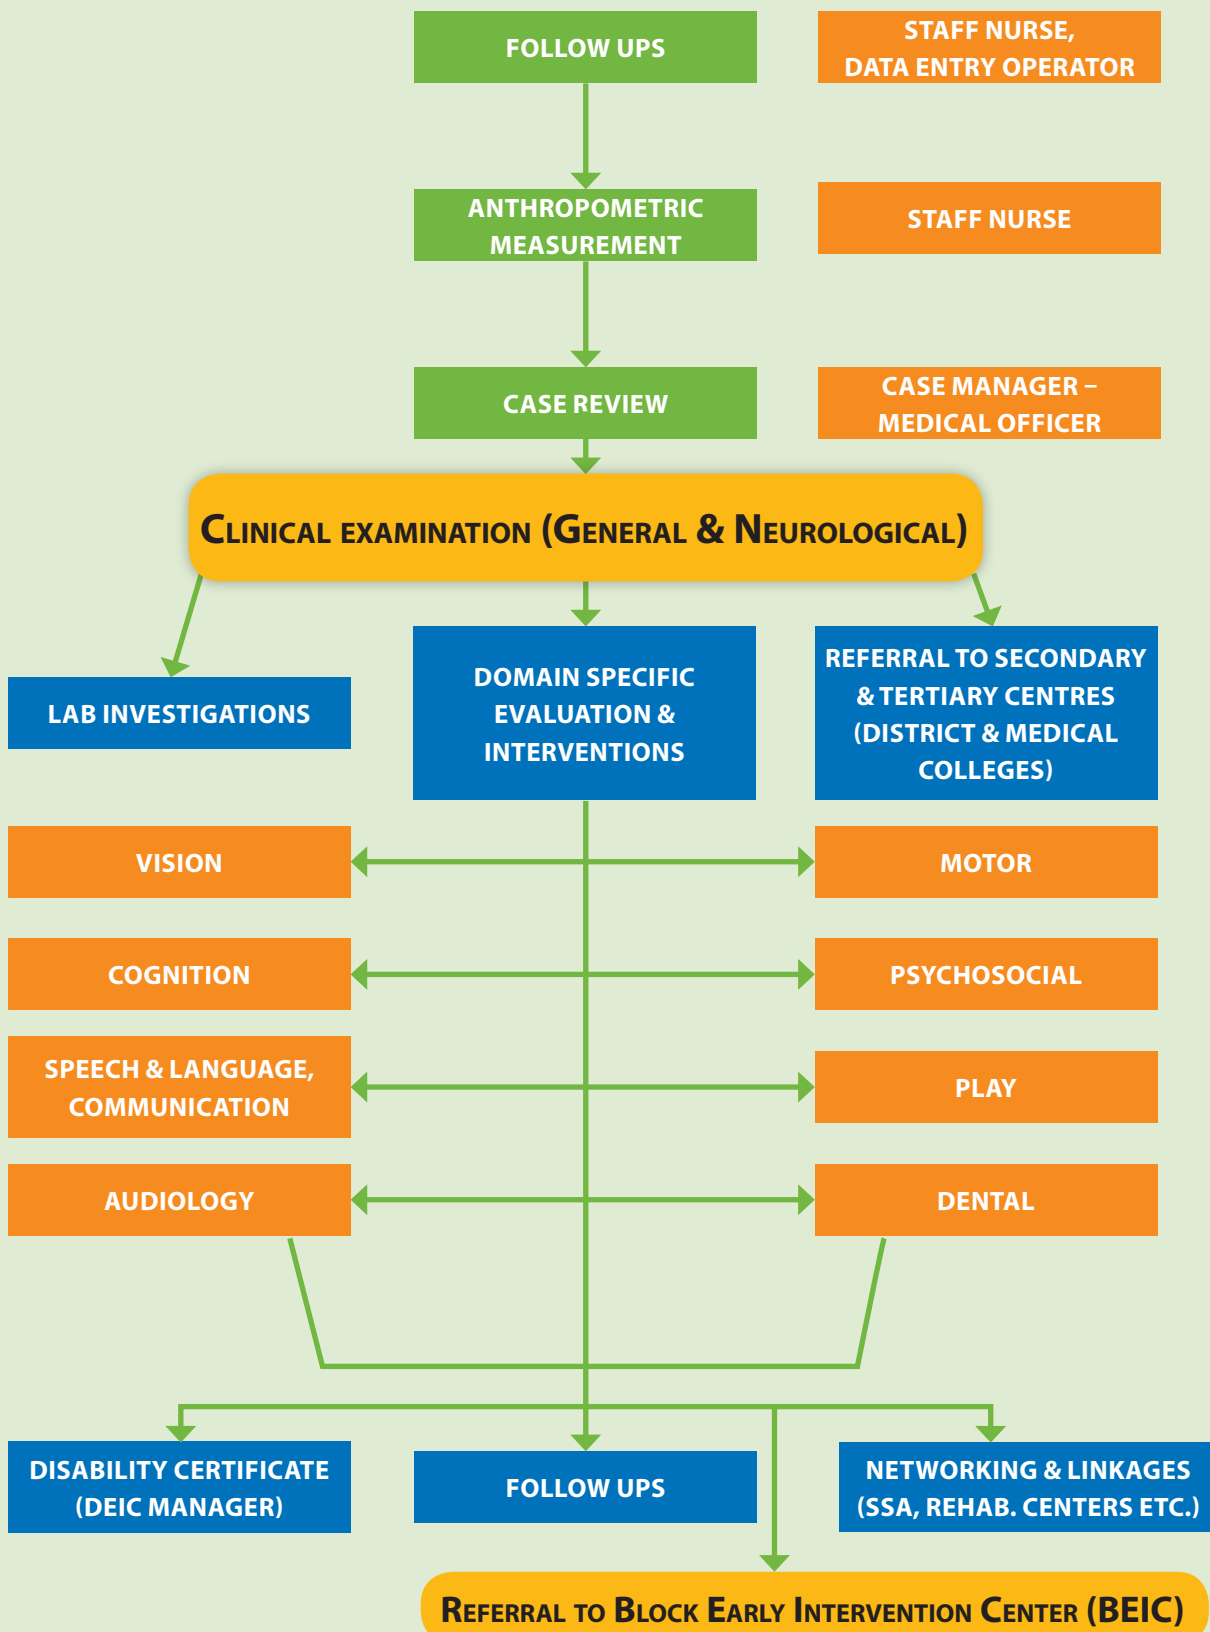 FOLLOW UPS
STAFF NURSE,
DATA ENTRY OPERATOR
ANTHROPOMETRIC
MEASUREMENT
STAFF NURSE
CASE REVIEW
CASE MANAGER –
MEDICAL OFFICER
CLINICAL EXAMINATION (GENERAL & NEUROLOGICAL)
LAB INVESTIGATIONS
DOMAIN SPECIFIC
EVALUATION &
INTERVENTIONS
REFERRAL TO SECONDARY
& TERTIARY CENTRES
(DISTRICT & MEDICAL
COLLEGES)
VISION
MOTOR
COGNITION
PSYCHOSOCIAL
SPEECH & LANGUAGE,
COMMUNICATION
PLAY
AUDIOLOGY
DENTAL
DISABILITY CERTIFICATE
(DEIC MANAGER)
FOLLOW UPS
NETWORKING & LINKAGES
(SSA, REHAB. CENTERS ETC.)
REFERRAL TO BLOCK EARLY INTERVENTION CENTER (BEIC)